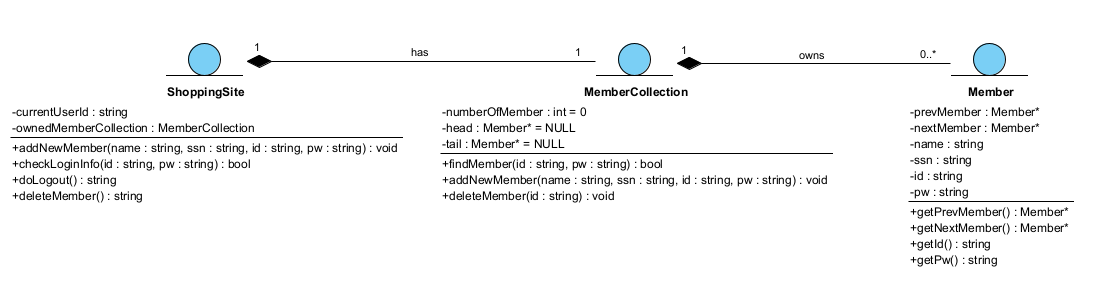 1
has
1
1
owns
0..*
ShoppingSite
-currentUserId : string
-ownedMemberCollection : MemberCollection
+addNewMember(name : string, ssn : string, id : string, pw : string) : void
+checkLoginInfo(id : string, pw : string) : bool
+doLogout() : string
+deleteMember() : string
MemberCollection
-numberOfMember : int = 0
-head : Member* = NULL
-tail : Member* = NULL
+findMember(id : string, pw : string) : bool
+addNewMember(name : string, ssn : string, id : string, pw : string) : void
+deleteMember(id : string) : void
Member
-prevMember : Member*
-nextMember : Member*
-name : string
-ssn : string
-id : string
-pw : string
+getPrevMember() : Member*
+getNextMember() : Member*
+getId() : string
+getPw() : string